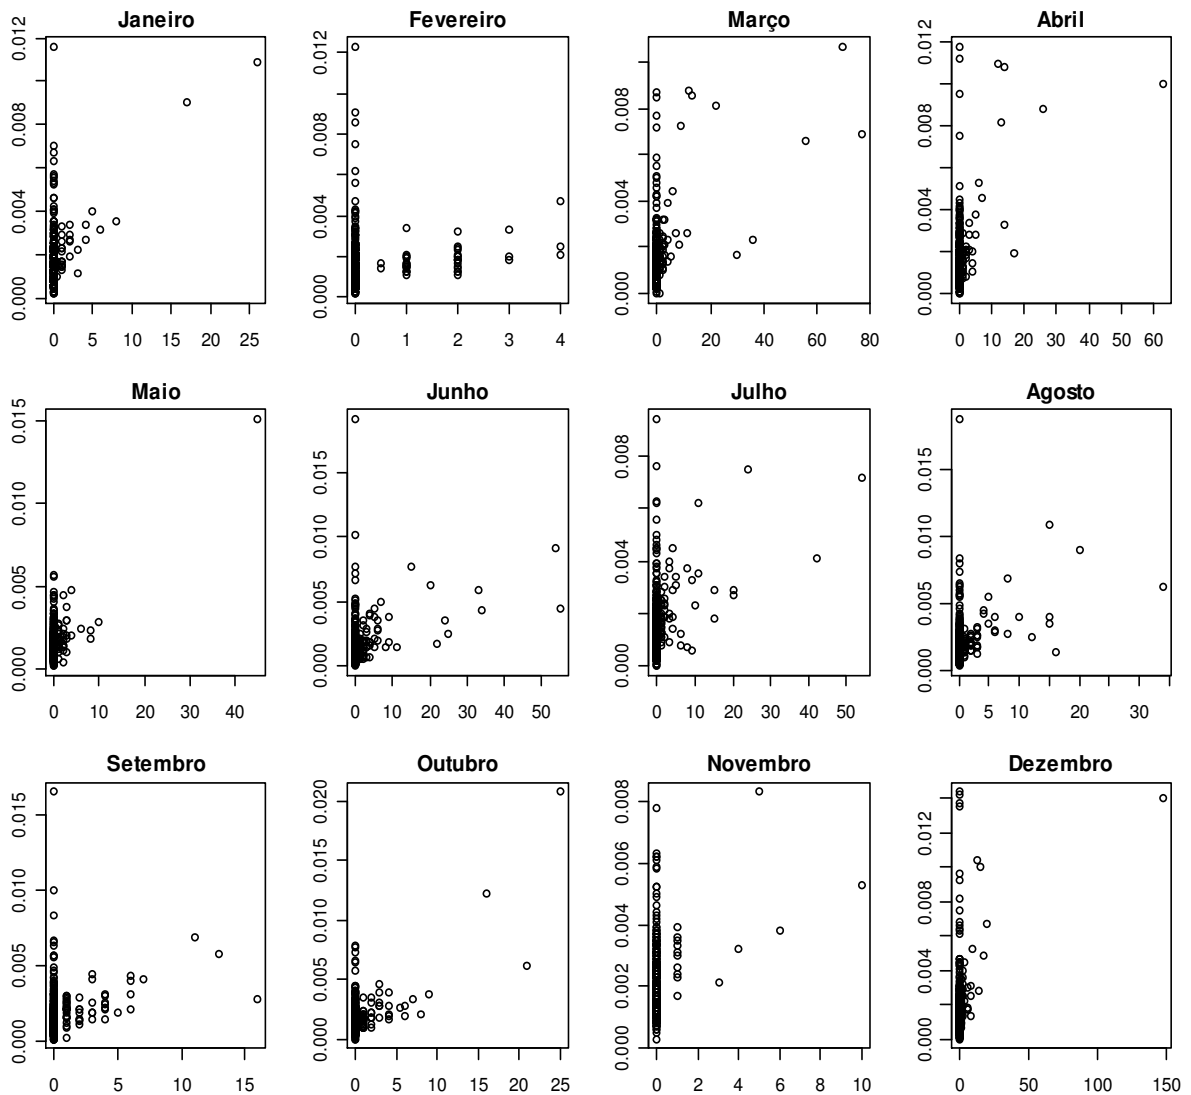 Janeiro
0.000 0.004 0.008 0.012
0 5 10 15 20 25
Fevereiro
0.000 0.004 0.008 0.012
0 1 2 3 4
Março
0.000 0.004 0.008
0 20 40 60 80
Abril
0.000 0.004 0.008 0.012
0 10 20 30 40 50 60
Maio
0.000 0.005 0.010 0.015
0 10 20 30 40
Junho
0.000 0.005 0.010 0.015
0 10 20 30 40 50
Julho
0.000 0.004 0.008
0 10 20 30 40 50
Agosto
0.000 0.005 0.010 0.015
0 5 10 20 30
Setembro
0.000 0.005 0.010 0.015
0 5 10 15
Outubro
0.000 0.005 0.010 0.015 0.020
0 5 10 15 20 25
Novembro
0.000 0.002 0.004 0.006 0.008
0 2 4 6 8 10
Dezembro
0.000 0.004 0.008 0.012
0 50 100 150